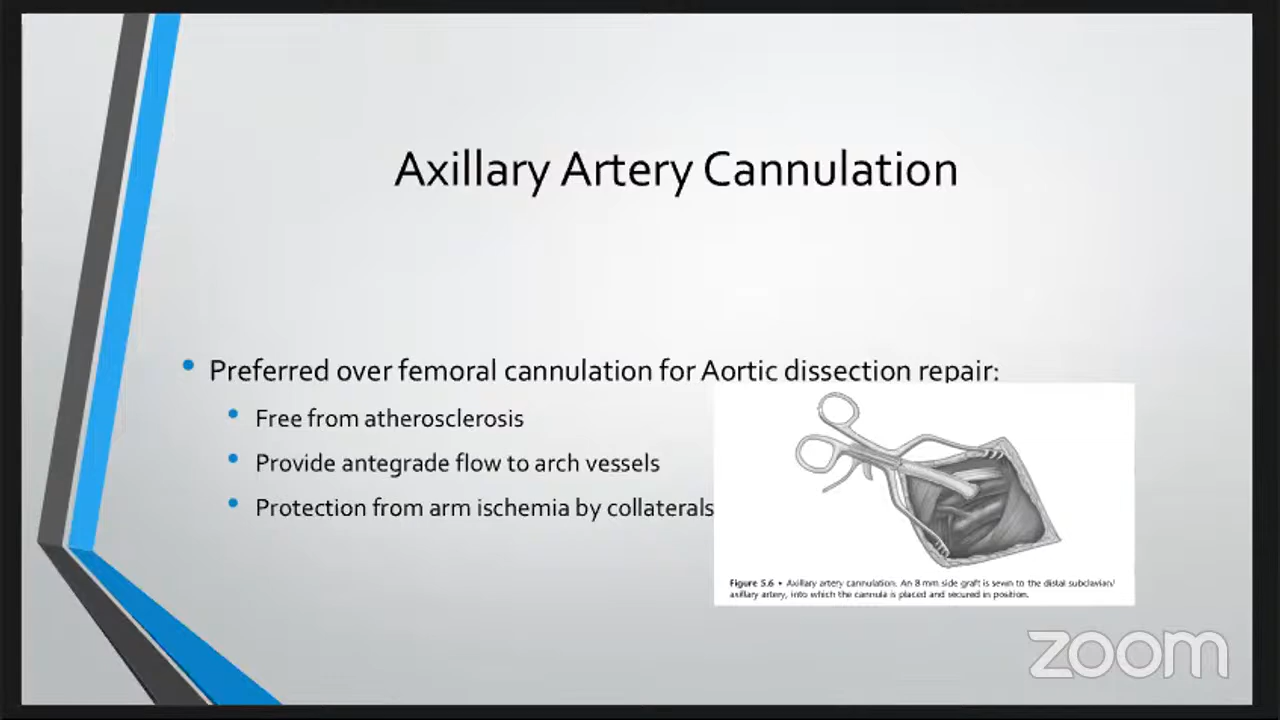 Axillary Artery Cannulation
Preferred over femoral cannulation for Aortic dissection repair:
Free from atherosclerosis
Provide antegrade flow to arch vessels
Protection from arm ischemia by collaterals
Figure 5.6 • Axillary artery cannulation. An 8 mm side graft is sewn to the distal subclavian/
axillary artery, into which the cannula is placed and secured in position.
zoom